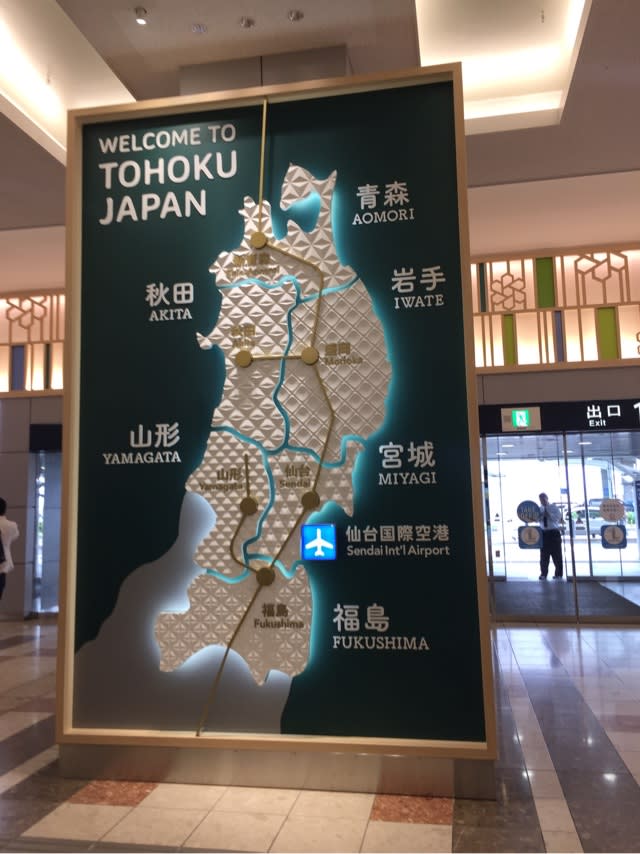 WELCOME TO
TOHOKU
JAPAN
青森
AOMORI
秋田
AKITA
岩手
IWATE
盛岡
Morioka
山形
YAMAGATA
山形
Yamagata
仙台
Sendai
宮城
MIYAGI
仙台国際空港
Sendai Int'l Airport
福島
Fukushima
福島
FUKUSHIMA
出口 1
Exit